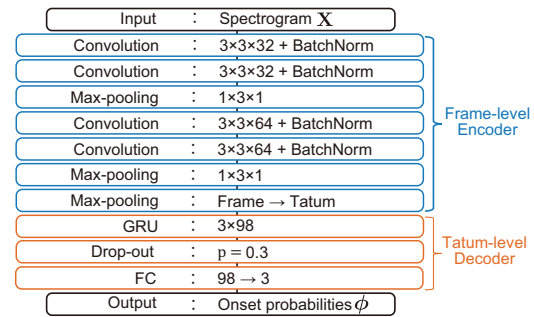 Input : Spectrogram X
Convolution : 3×3×32 + BatchNorm
Convolution : 3×3×32 + BatchNorm
Max-pooling : 1×3×1
Convolution : 3×3×64 + BatchNorm
Convolution : 3×3×64 + BatchNorm
Max-pooling : 1×3×1
Max-pooling : Frame → Tatum
Frame-level
Encoder
GRU : 3×98
Drop-out : p = 0.3
FC : 98 → 3
Tatum-level
Decoder
Output : Onset probabilities ϕ